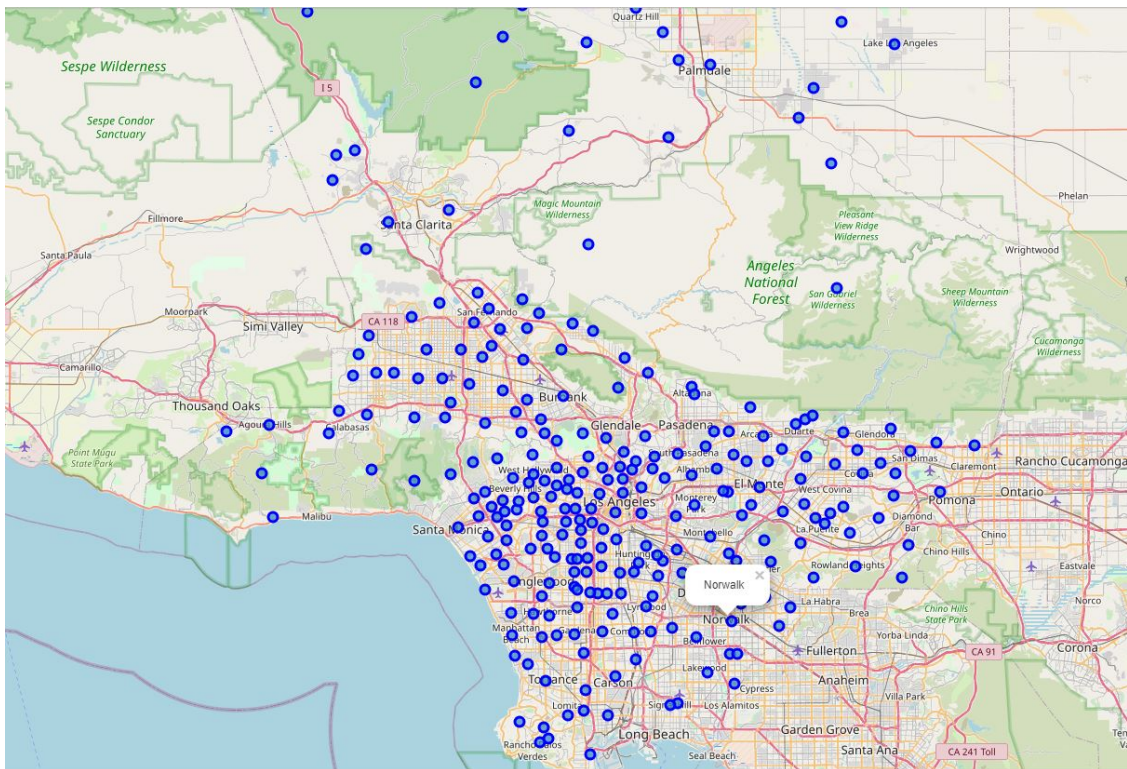 Quartz Hill
Lake Los Angeles
Sespe Wilderness
Palmdale
I 5
Sespe Condor
Sanctuary
Phelan
Magic Mountain
Wilderness
Fillmore
Santa Clarita
Pleasant
View Ridge
Wilderness
Wrightwood
Santa Paula
Angeles
National
Forest
San Gabriel
Wilderness
Sheep Mountain
Wilderness
Moorpark
San Fernando
CA 118
Simi Valley
Cucamonga
Wilderness
Camarillo
Thousand Oaks
Burbank
Altadena
Agoura Hills
Calabasas
Glendale
Pasadena
Arcadia
Duarte
Glendora
Point Mugu
State Park
South Pasadena
San Dimas
Claremont
Rancho Cucamonga
West Hollywood
Alhambra
Covina
Beverly Hills
El Monte
West Covina
Ontario
Malibu
Los Angeles
Monterey
Park
Pomona
Santa Monica
Montebello
La Puente
Diamond
Bar
Chino
Huntington
Park
Chino Hills
Rowland Heights
Eastvale
Inglewood
Norwalk
×
La Habra
Brea
Chino Hills
State Park
Norco
Hawthorne
Lynwood
Manhattan
Beach
Gardena
Compton
Norwalk
Bellflower
Fullerton
Yorba Linda
CA 91
Corona
Lakewood
Torrance
Carson
Cypress
Anaheim
Villa Park
Lomita
Signal Hill
Los Alamitos
Rancho Palos
Verdes
Long Beach
Garden Grove
Seal Beach
Santa Ana
CA 241 Toll